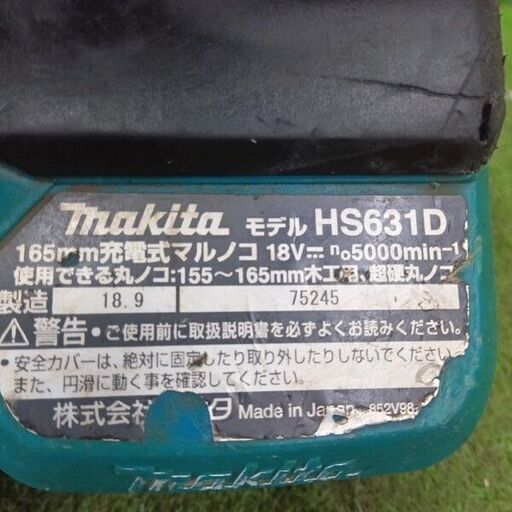 makita モデル HS631D
165mm充電式マルノコ 18V⎓ n₀5000min⁻¹
使用できる丸ノコ:155～165mm木工用、超硬丸ノコ
製造 18.9 75245
⚠警告・ご使用前に取扱説明書を必ずよくお読みください。
・安全カバーは、絶対に固定したり取り外したりしないでください。
また、円滑に動く事を確認してください。
株式会 Made in Japan 852V98
makita